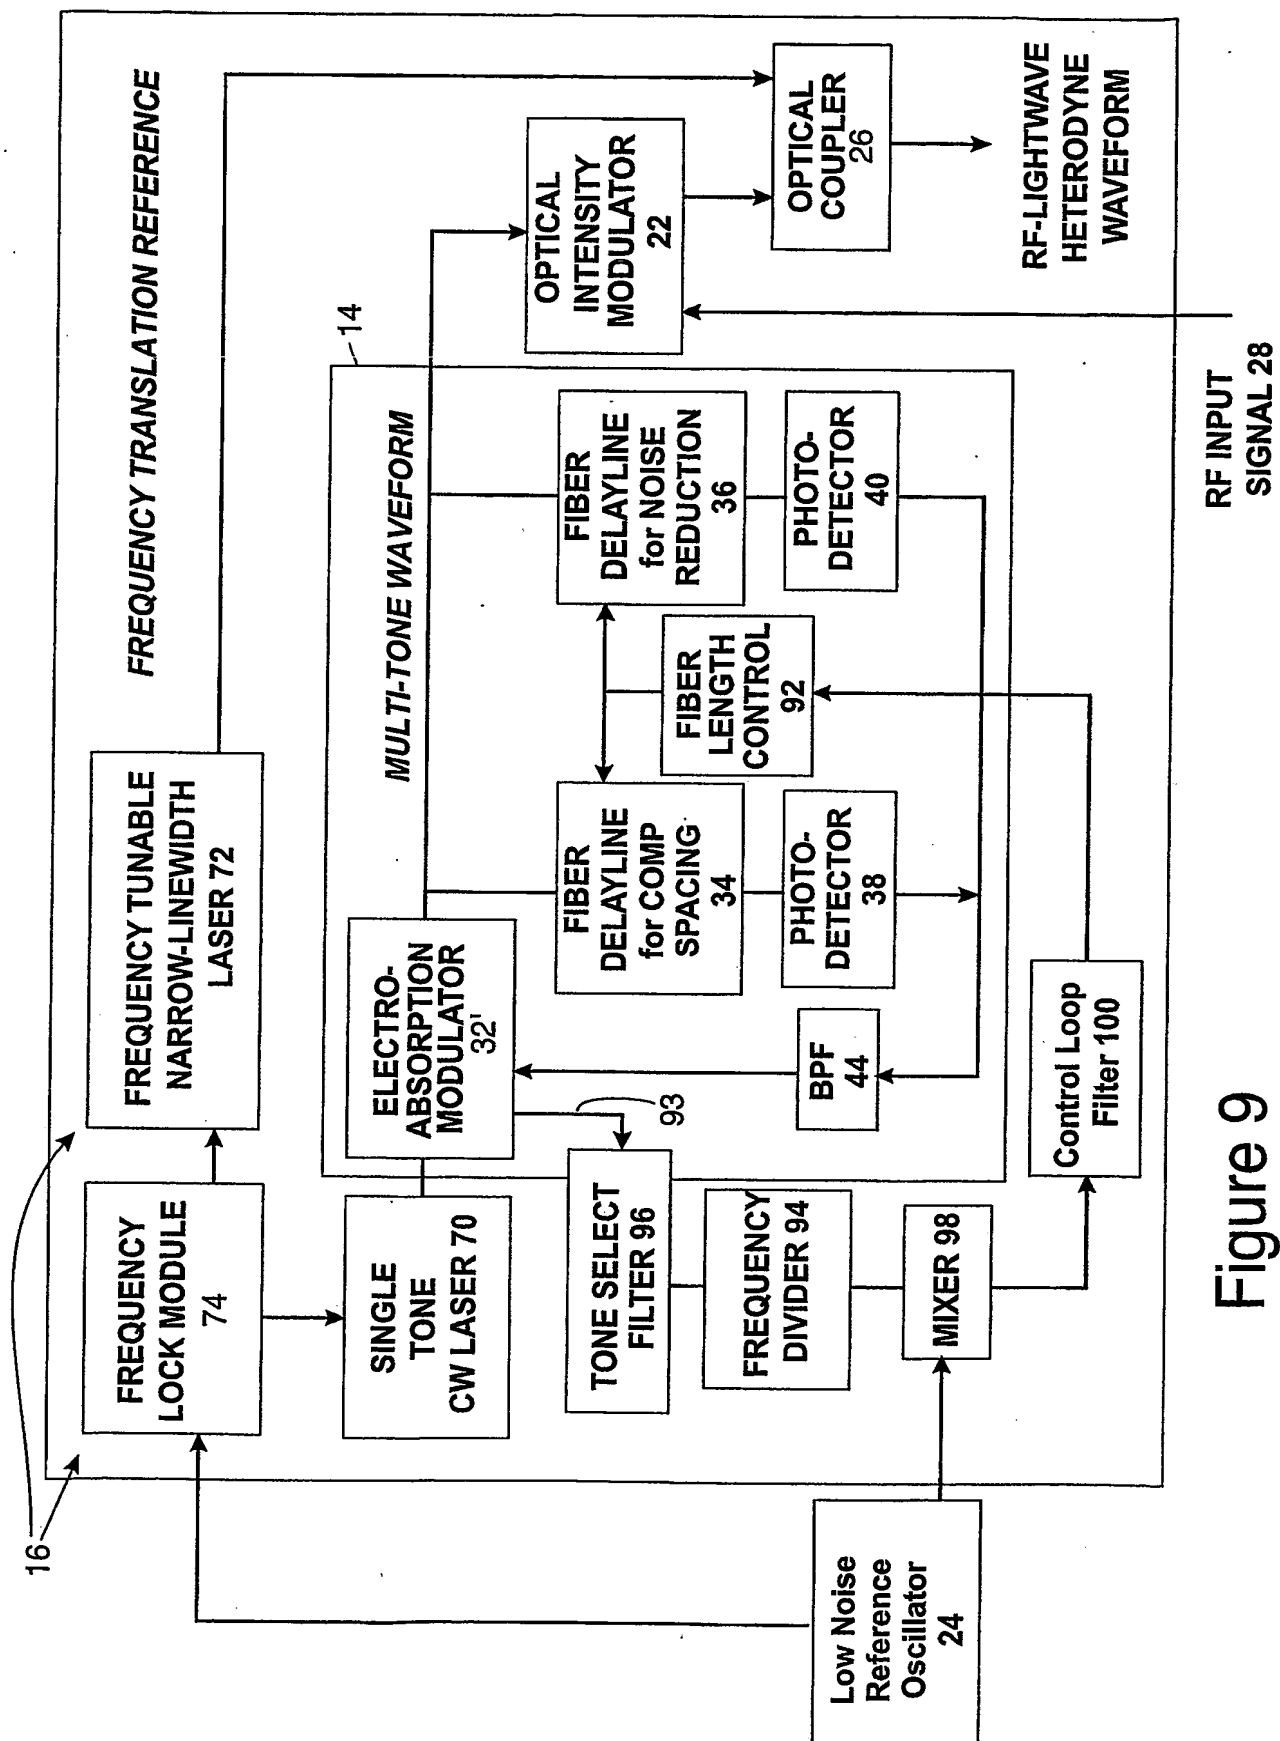 16
FREQUENCY
LOCK MODULE
74
FREQUENCY TUNABLE
NARROW-LINEWIDTH
LASER 72
FREQUENCY TRANSLATION REFERENCE
SINGLE
TONE
CW LASER 70
ELECTRO-
ABSORPTION
MODULATOR
32'
MULTI-TONE WAVEFORM
14
OPTICAL
INTENSITY
MODULATOR
22
OPTICAL
COUPLER
26
RF-LIGHTWAVE
HETERODYNE
WAVEFORM
93
TONE SELECT
FILTER 96
FREQUENCY
DIVIDER 94
MIXER 98
BPF
44
FIBER
DELAYLINE
for COMP
SPACING
34
PHOTO-
DETECTOR
38
FIBER
LENGTH
CONTROL
92
FIBER
DELAYLINE
for NOISE
REDUCTION
36
PHOTO-
DETECTOR
40
Low Noise
Reference
Oscillator
24
Control Loop
Filter 100
RF INPUT
SIGNAL 28
Figure 9